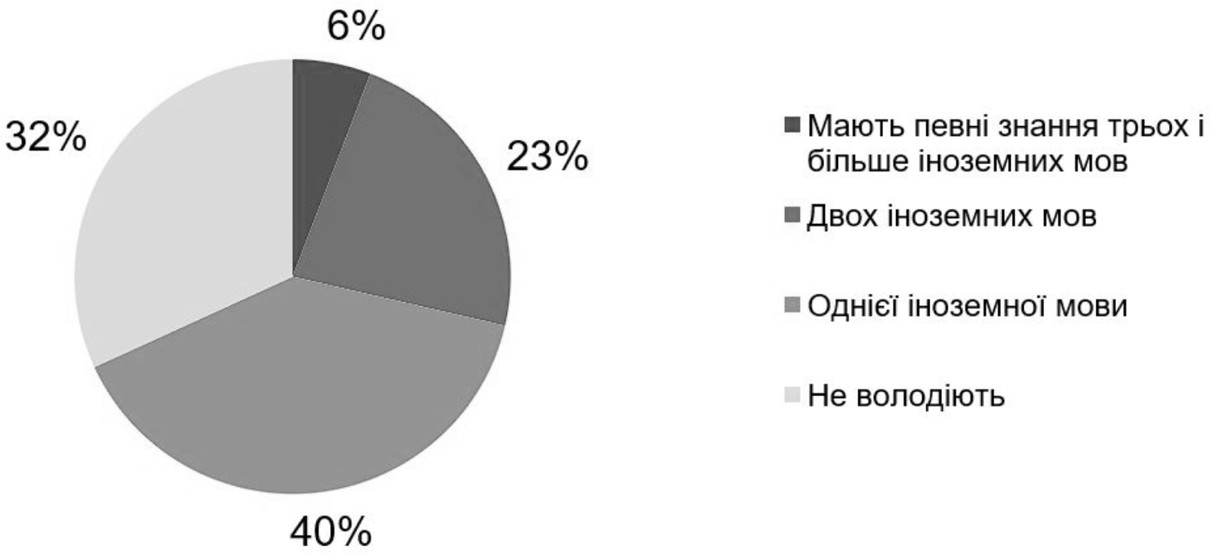 6%
23%
32%
40%
Мають певні знання трьох і
більше іноземних мов
Двох іноземних мов
Однієї іноземної мови
Не володіють